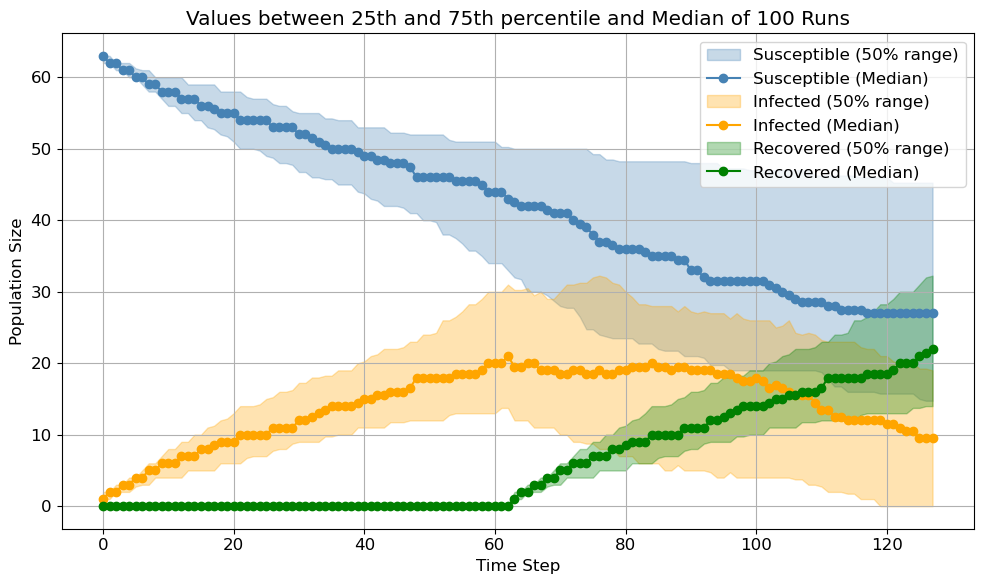 Values between 25th and 75th percentile and Median of 100 Runs
Population Size
60
50
40
30
20
10
0
Susceptible (50% range)
Susceptible (Median)
Infected (50% range)
Infected (Median)
Recovered (50% range)
Recovered (Median)
0 20 40 60 80 100 120
Time Step